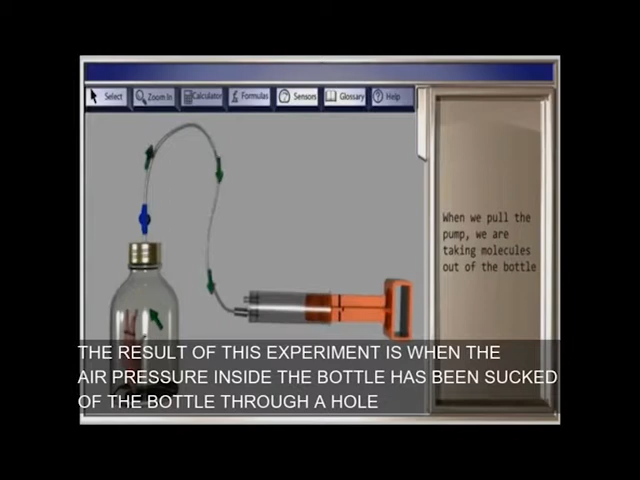 Select Zoom In Calculator Formulas Sensors Glossary Help
When we pull the
pump, we are
taking molecules
out of the bottle
THE RESULT OF THIS EXPERIMENT IS WHEN THE
AIR PRESSURE INSIDE THE BOTTLE HAS BEEN SUCKED
OF THE BOTTLE THROUGH A HOLE